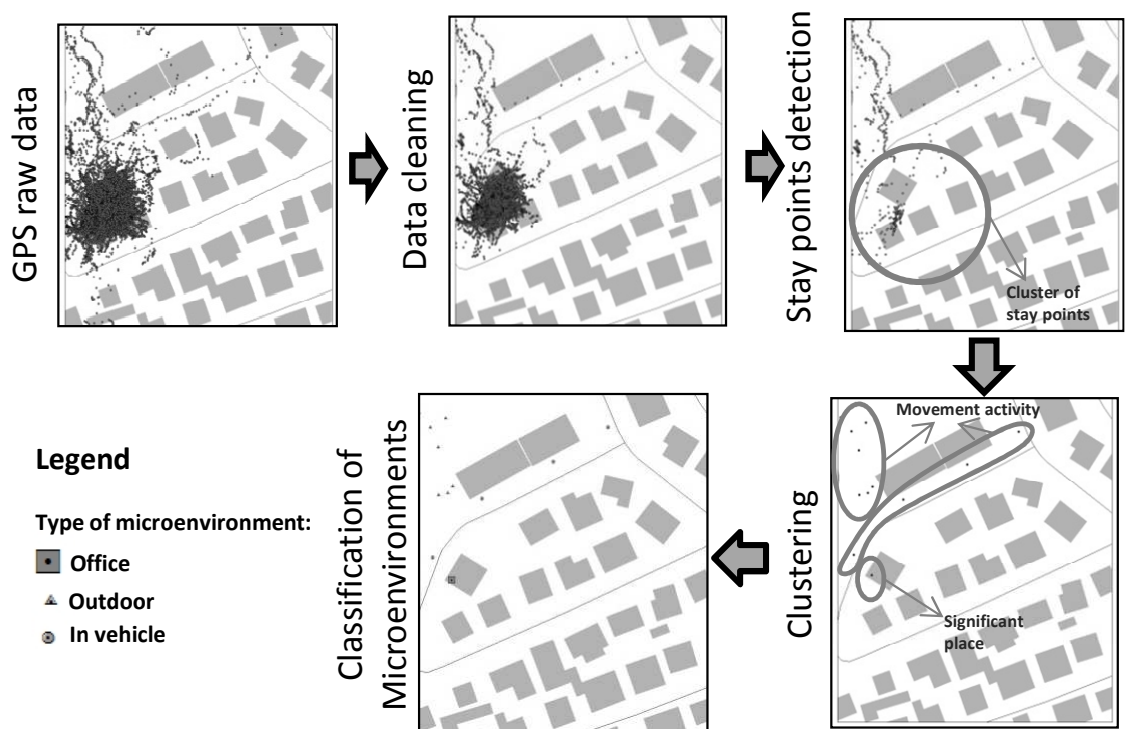 GPS raw data
Data cleaning
Stay points detection
Cluster of
stay points
Clustering
Movement activity
Significant
place
Classification of
Microenvironments
Legend
Type of microenvironment:
Office
Outdoor
In vehicle